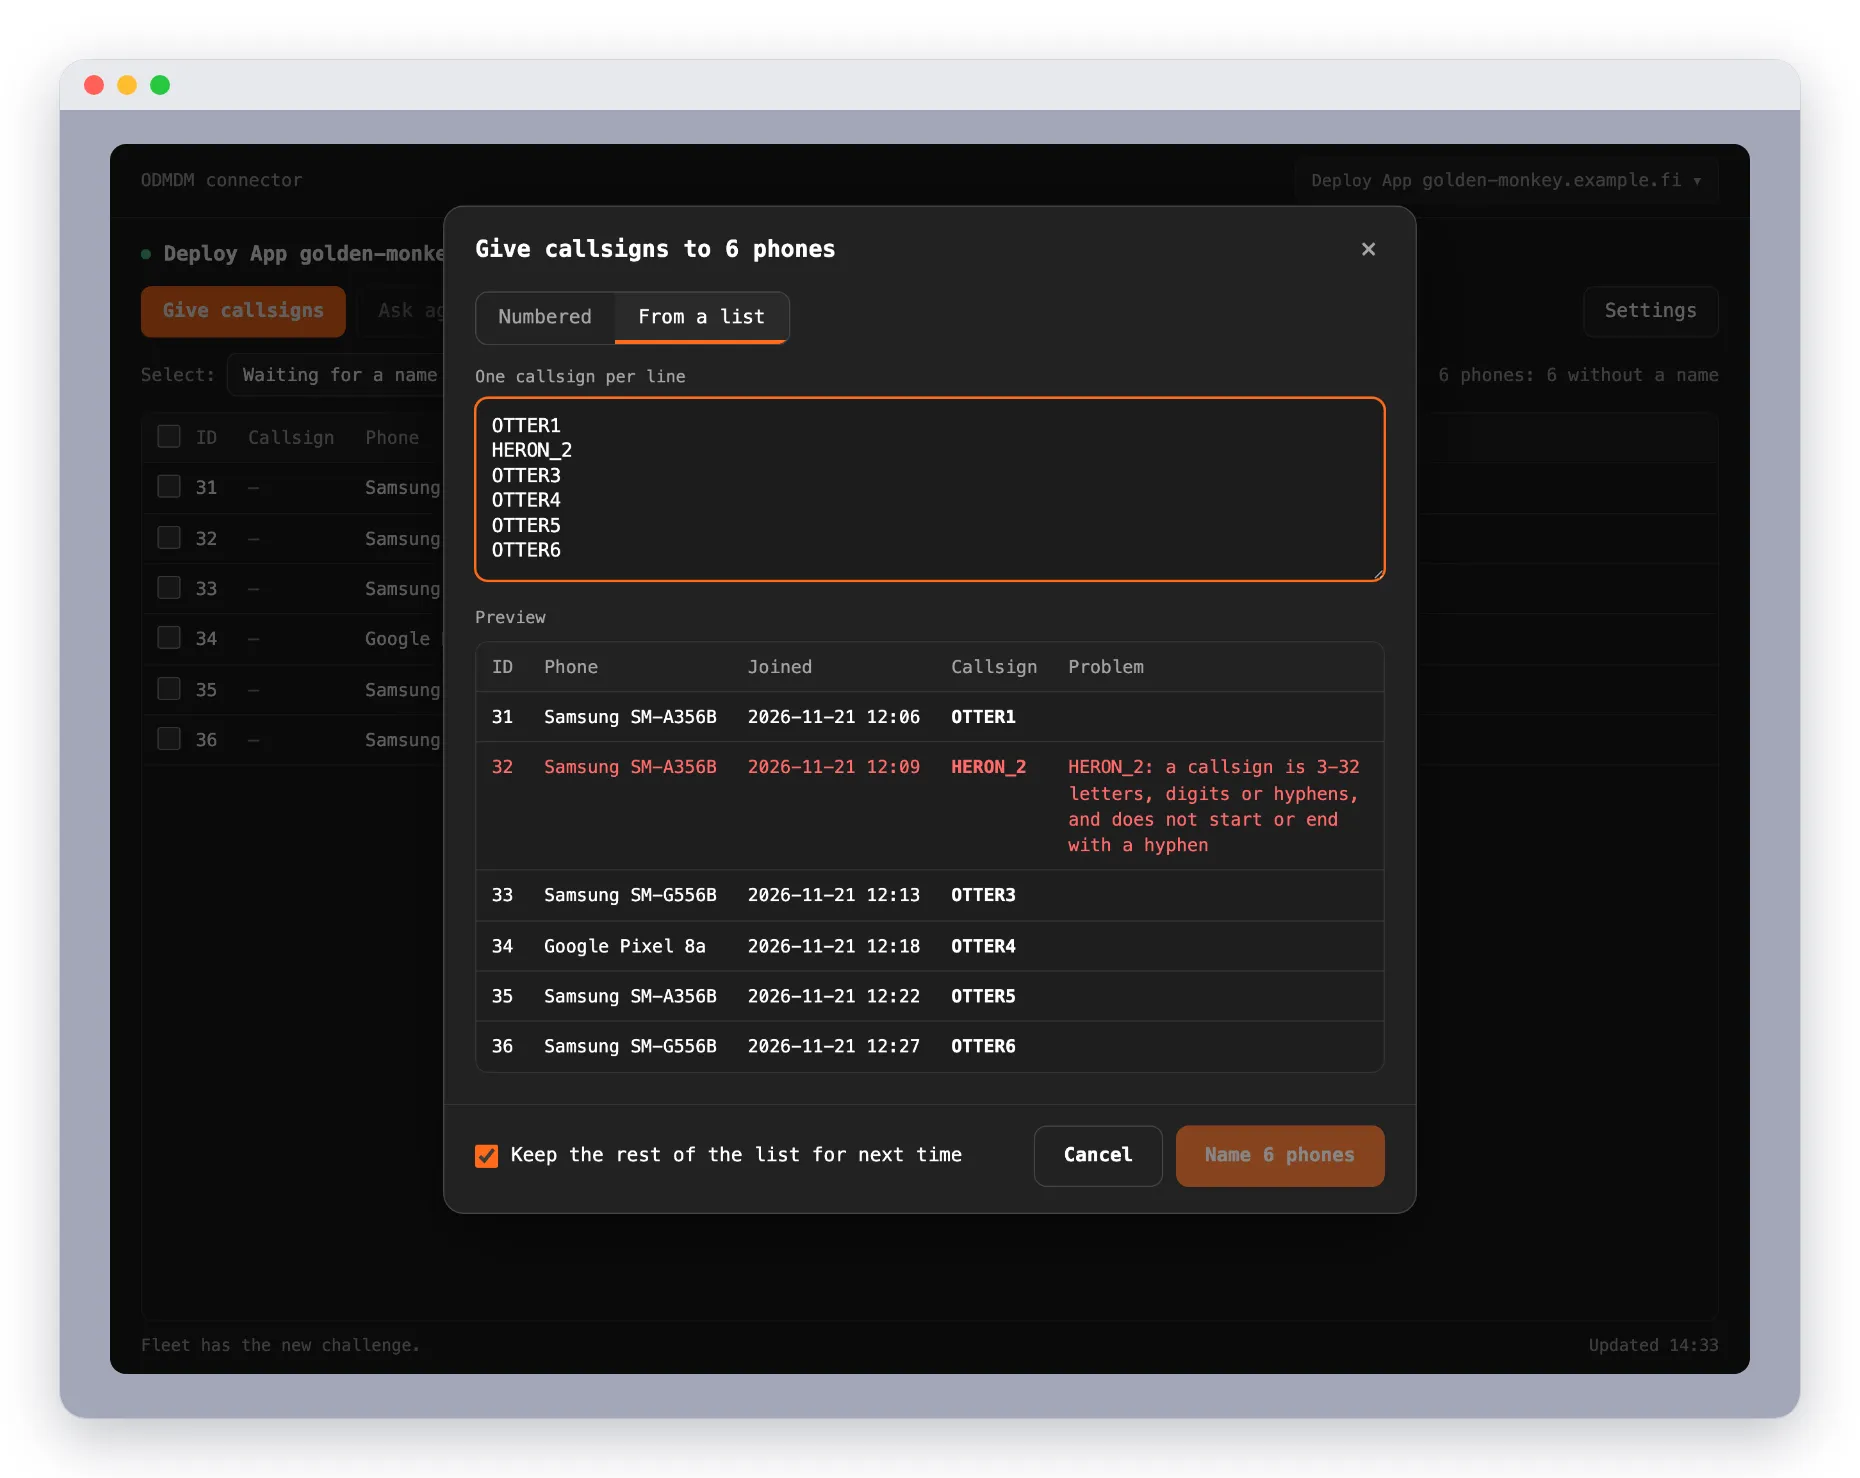 ODMDM connector
Deploy App golden-monkey.example.fi ▾
Deploy App golden-monke
Give callsigns
Ask ag
Settings
Select:
Waiting for a name
6 phones: 6 without a name
ID Callsign Phone
31 – Samsung
32 – Samsung
33 – Samsung
34 – Google
35 – Samsung
36 – Samsung
Give callsigns to 6 phones
×
Numbered
From a list
One callsign per line
OTTER1
HERON_2
OTTER3
OTTER4
OTTER5
OTTER6
Preview
ID Phone Joined Callsign Problem
31 Samsung SM-A356B 2026-11-21 12:06 OTTER1
32 Samsung SM-A356B 2026-11-21 12:09 HERON_2 HERON_2: a callsign is 3-32
letters, digits or hyphens,
and does not start or end
with a hyphen
33 Samsung SM-G556B 2026-11-21 12:13 OTTER3
34 Google Pixel 8a 2026-11-21 12:18 OTTER4
35 Samsung SM-A356B 2026-11-21 12:22 OTTER5
36 Samsung SM-G556B 2026-11-21 12:27 OTTER6
Keep the rest of the list for next time
Cancel
Name 6 phones
Fleet has the new challenge.
Updated 14:33